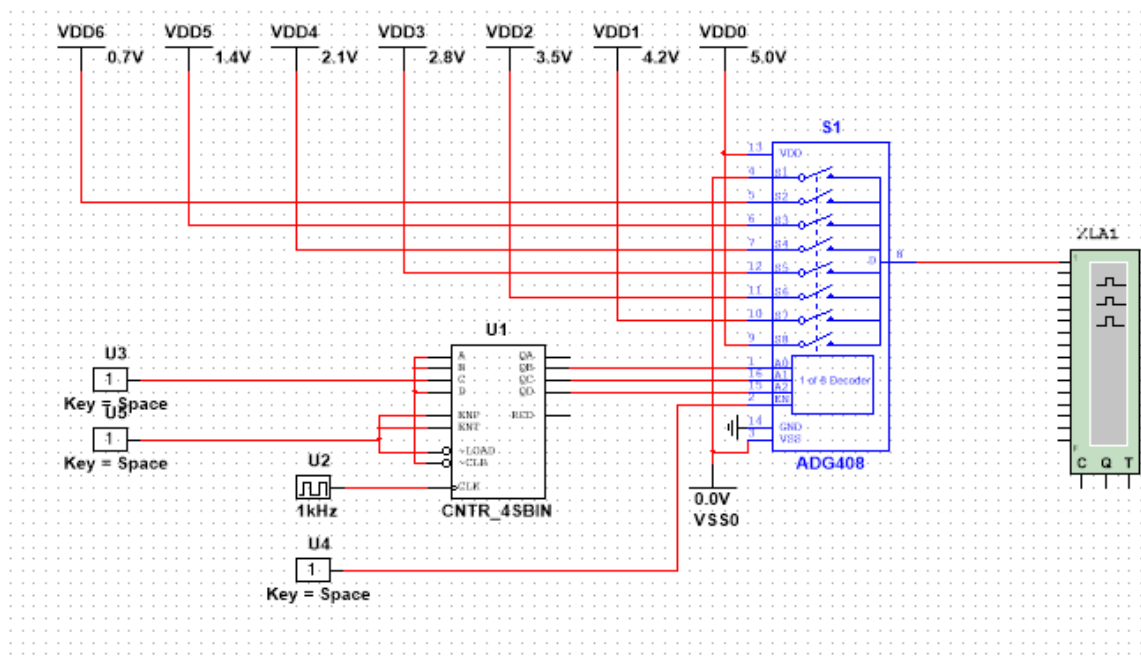 VDD6 VDD5 VDD4 VDD3 VDD2 VDD1 VDD0
0.7V 1.4V 2.1V 2.8V 3.5V 4.2V 5.0V
S1
13 VDD
4 S1
5 S2
6 S3
7 S4
12 S5
11 S6
10 S7
9 S8
D 8
XLA1
1
F
C Q T
1 A0
16 A1
15 A2
2 EN
1 of 8 Decoder
14 GND
3 VSS
ADG408
U1
A QA
B QB
C QC
D QD
ENP RCO
ENT
~LOAD
~CLR
CLK
CNTR_4SBIN
U3
1
Key = Space
U5
1
Key = Space
U2
1kHz
0.0V
VSS0
U4
1
Key = Space